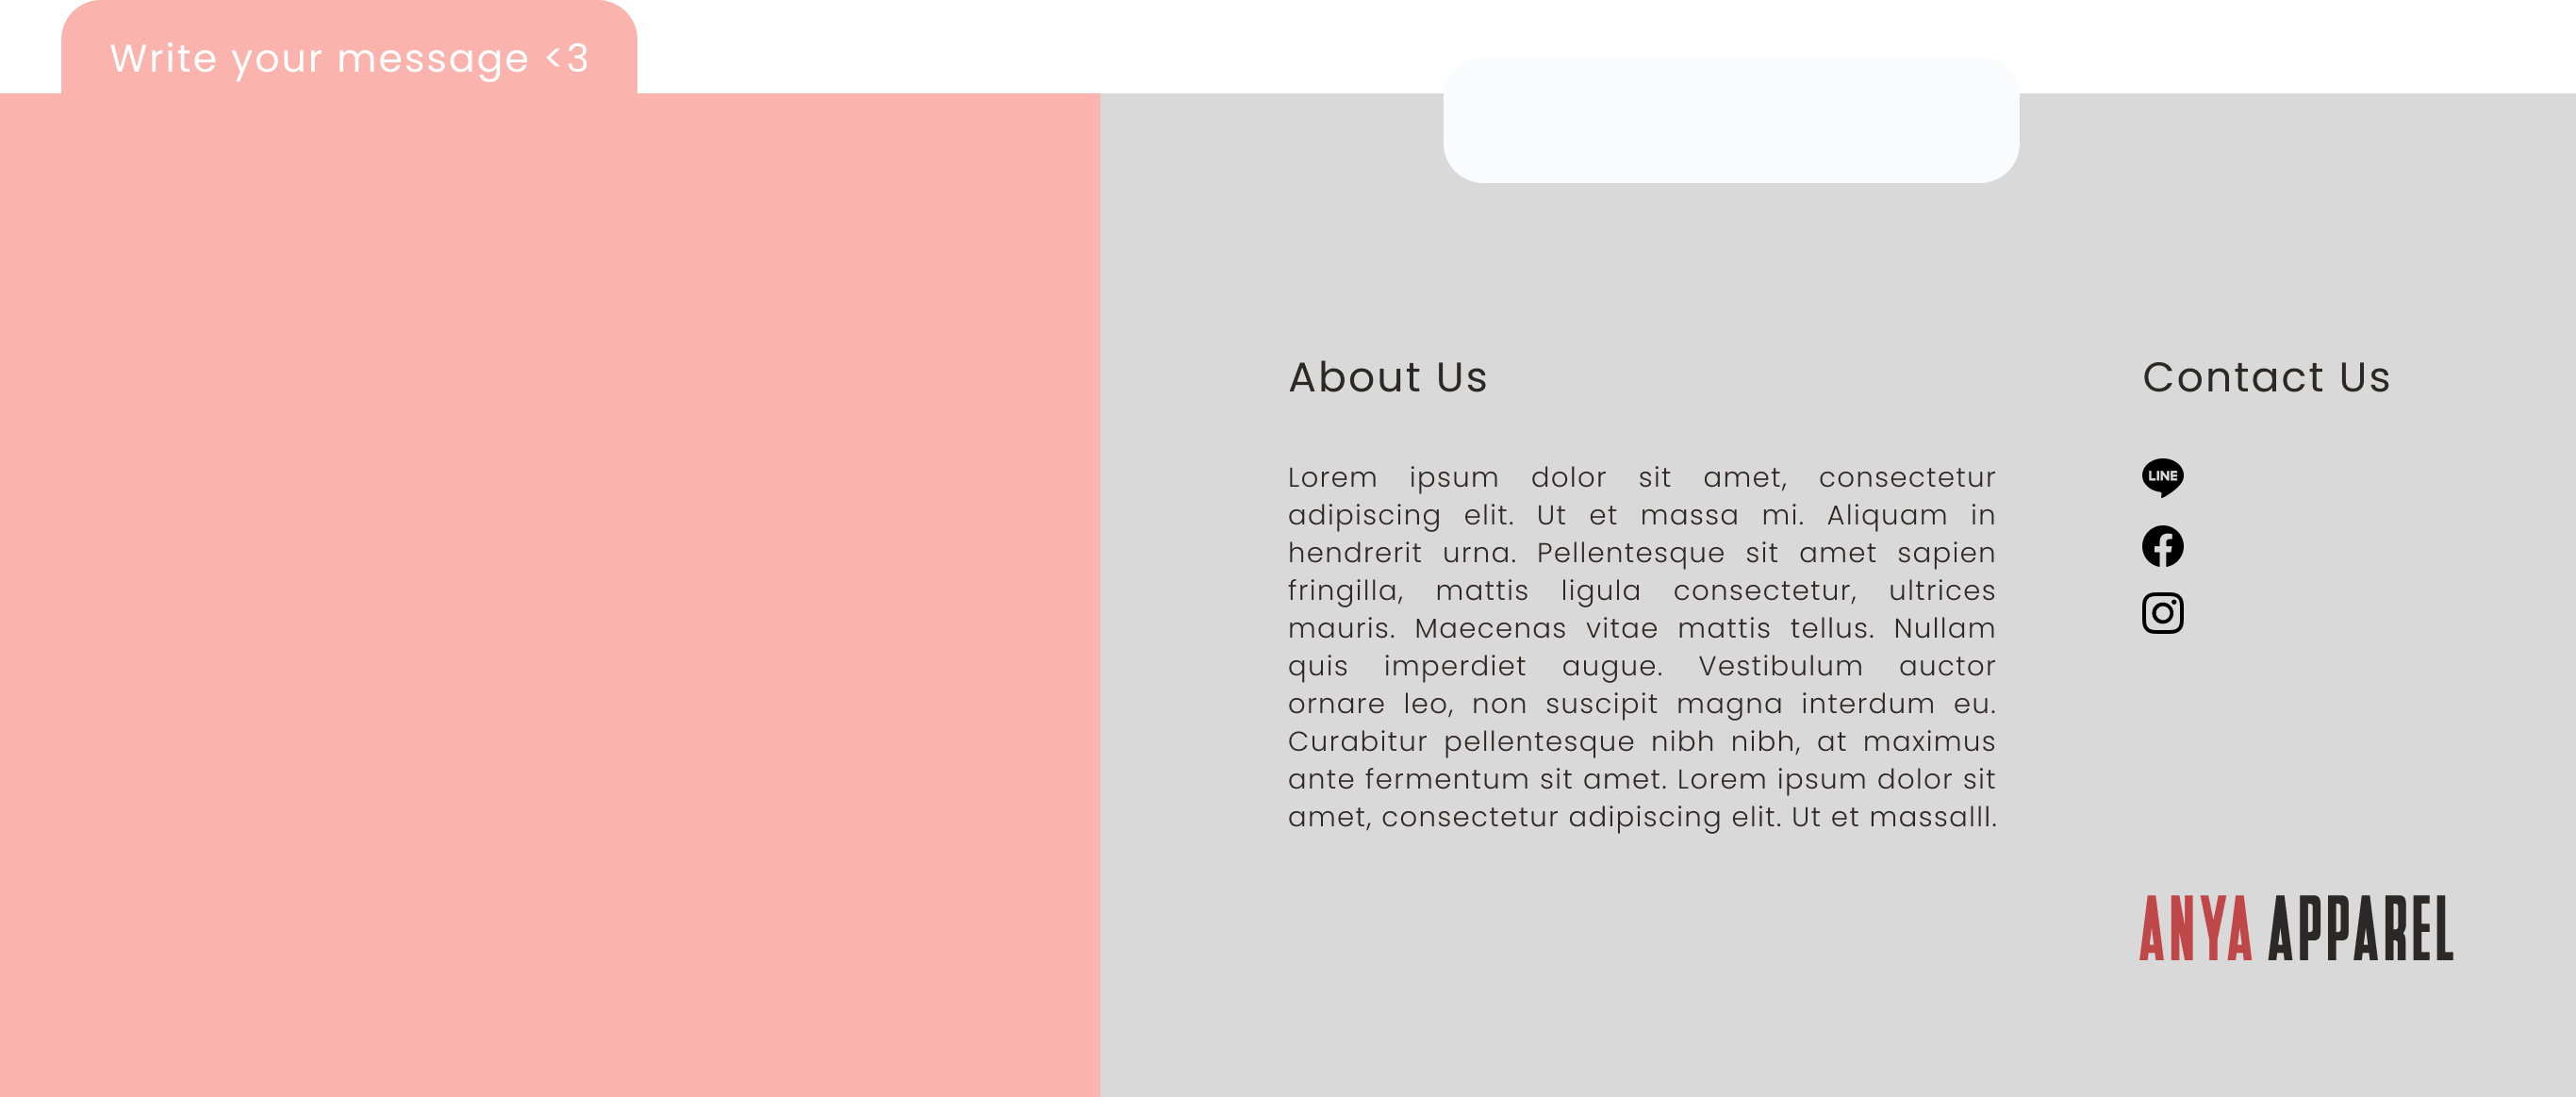 Write your message <3
About Us
Lorem ipsum dolor sit amet, consectetur
adipiscing elit. Ut et massa mi. Aliquam in
hendrerit urna. Pellentesque sit amet sapien
fringilla, mattis ligula consectetur, ultrices
mauris. Maecenas vitae mattis tellus. Nullam
quis imperdiet augue. Vestibulum auctor
ornare leo, non suscipit magna interdum eu.
Curabitur pellentesque nibh nibh, at maximus
ante fermentum sit amet. Lorem ipsum dolor sit
amet, consectetur adipiscing elit. Ut et massalll.
Contact Us
LINE
ANYA APPAREL